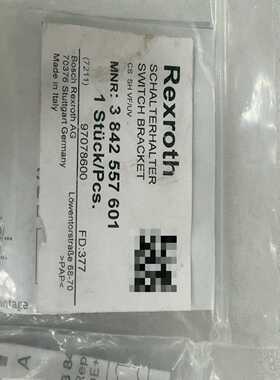 Rexroth
SCHALTERHALTER
SWITCH BRACKET
CS SH VF/UV
MNR: 3 842 557 601
1 Stück/Pcs.
(7211)
97078600
FD:377
Bosch Rexroth AG
70376 Stuttgart Germany
Made in Italy
Löwentorstraße 68-70
>PAP<